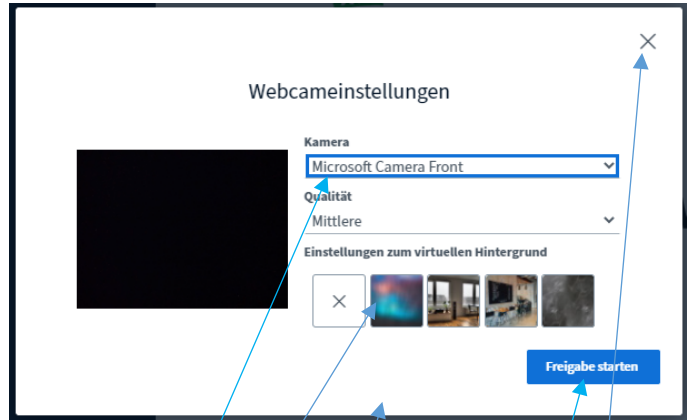 Webcameinstellungen
Kamera
Microsoft Camera Front
Qualität
Mittlere
Einstellungen zum virtuellen Hintergrund
Freigabe starten